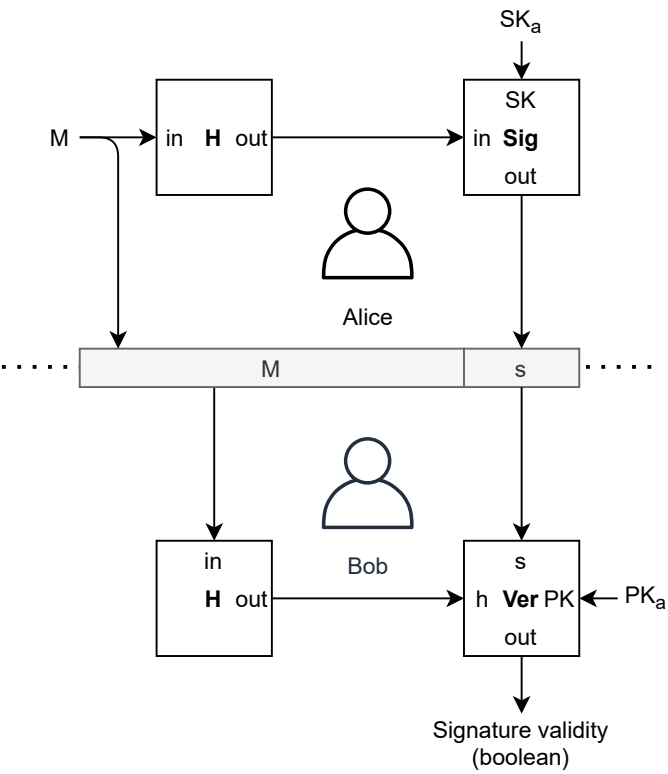 SKa
SK
M in H out in Sig
out
Alice
M s
Bob
in s
H out h Ver PK PKa
out
Signature validity
(boolean)